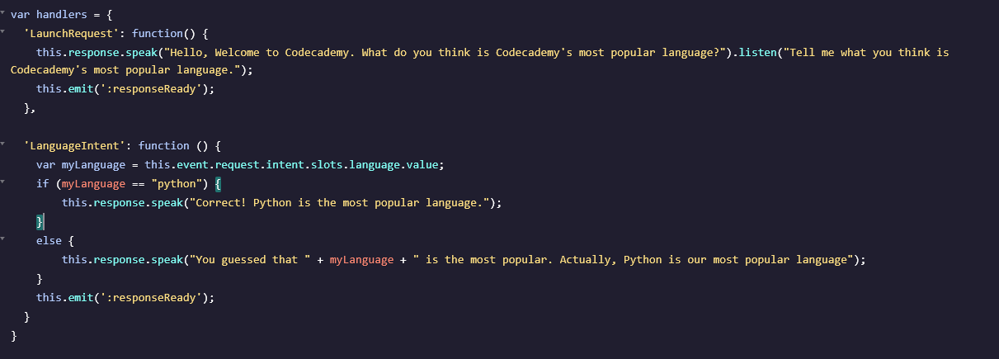 var handlers = {
  'LaunchRequest': function() {
    this.response.speak("Hello, Welcome to Codecademy. What do you think is Codecademy's most popular language?").listen("Tell me what you think is
Codecademy's most popular language.");
    this.emit(':responseReady');
  },

  'LanguageIntent': function () {
    var myLanguage = this.event.request.intent.slots.language.value;
    if (myLanguage == "python") {
        this.response.speak("Correct! Python is the most popular language.");
    }
    else {
        this.response.speak("You guessed that " + myLanguage + " is the most popular. Actually, Python is our most popular language");
    }
    this.emit(':responseReady');
  }
}